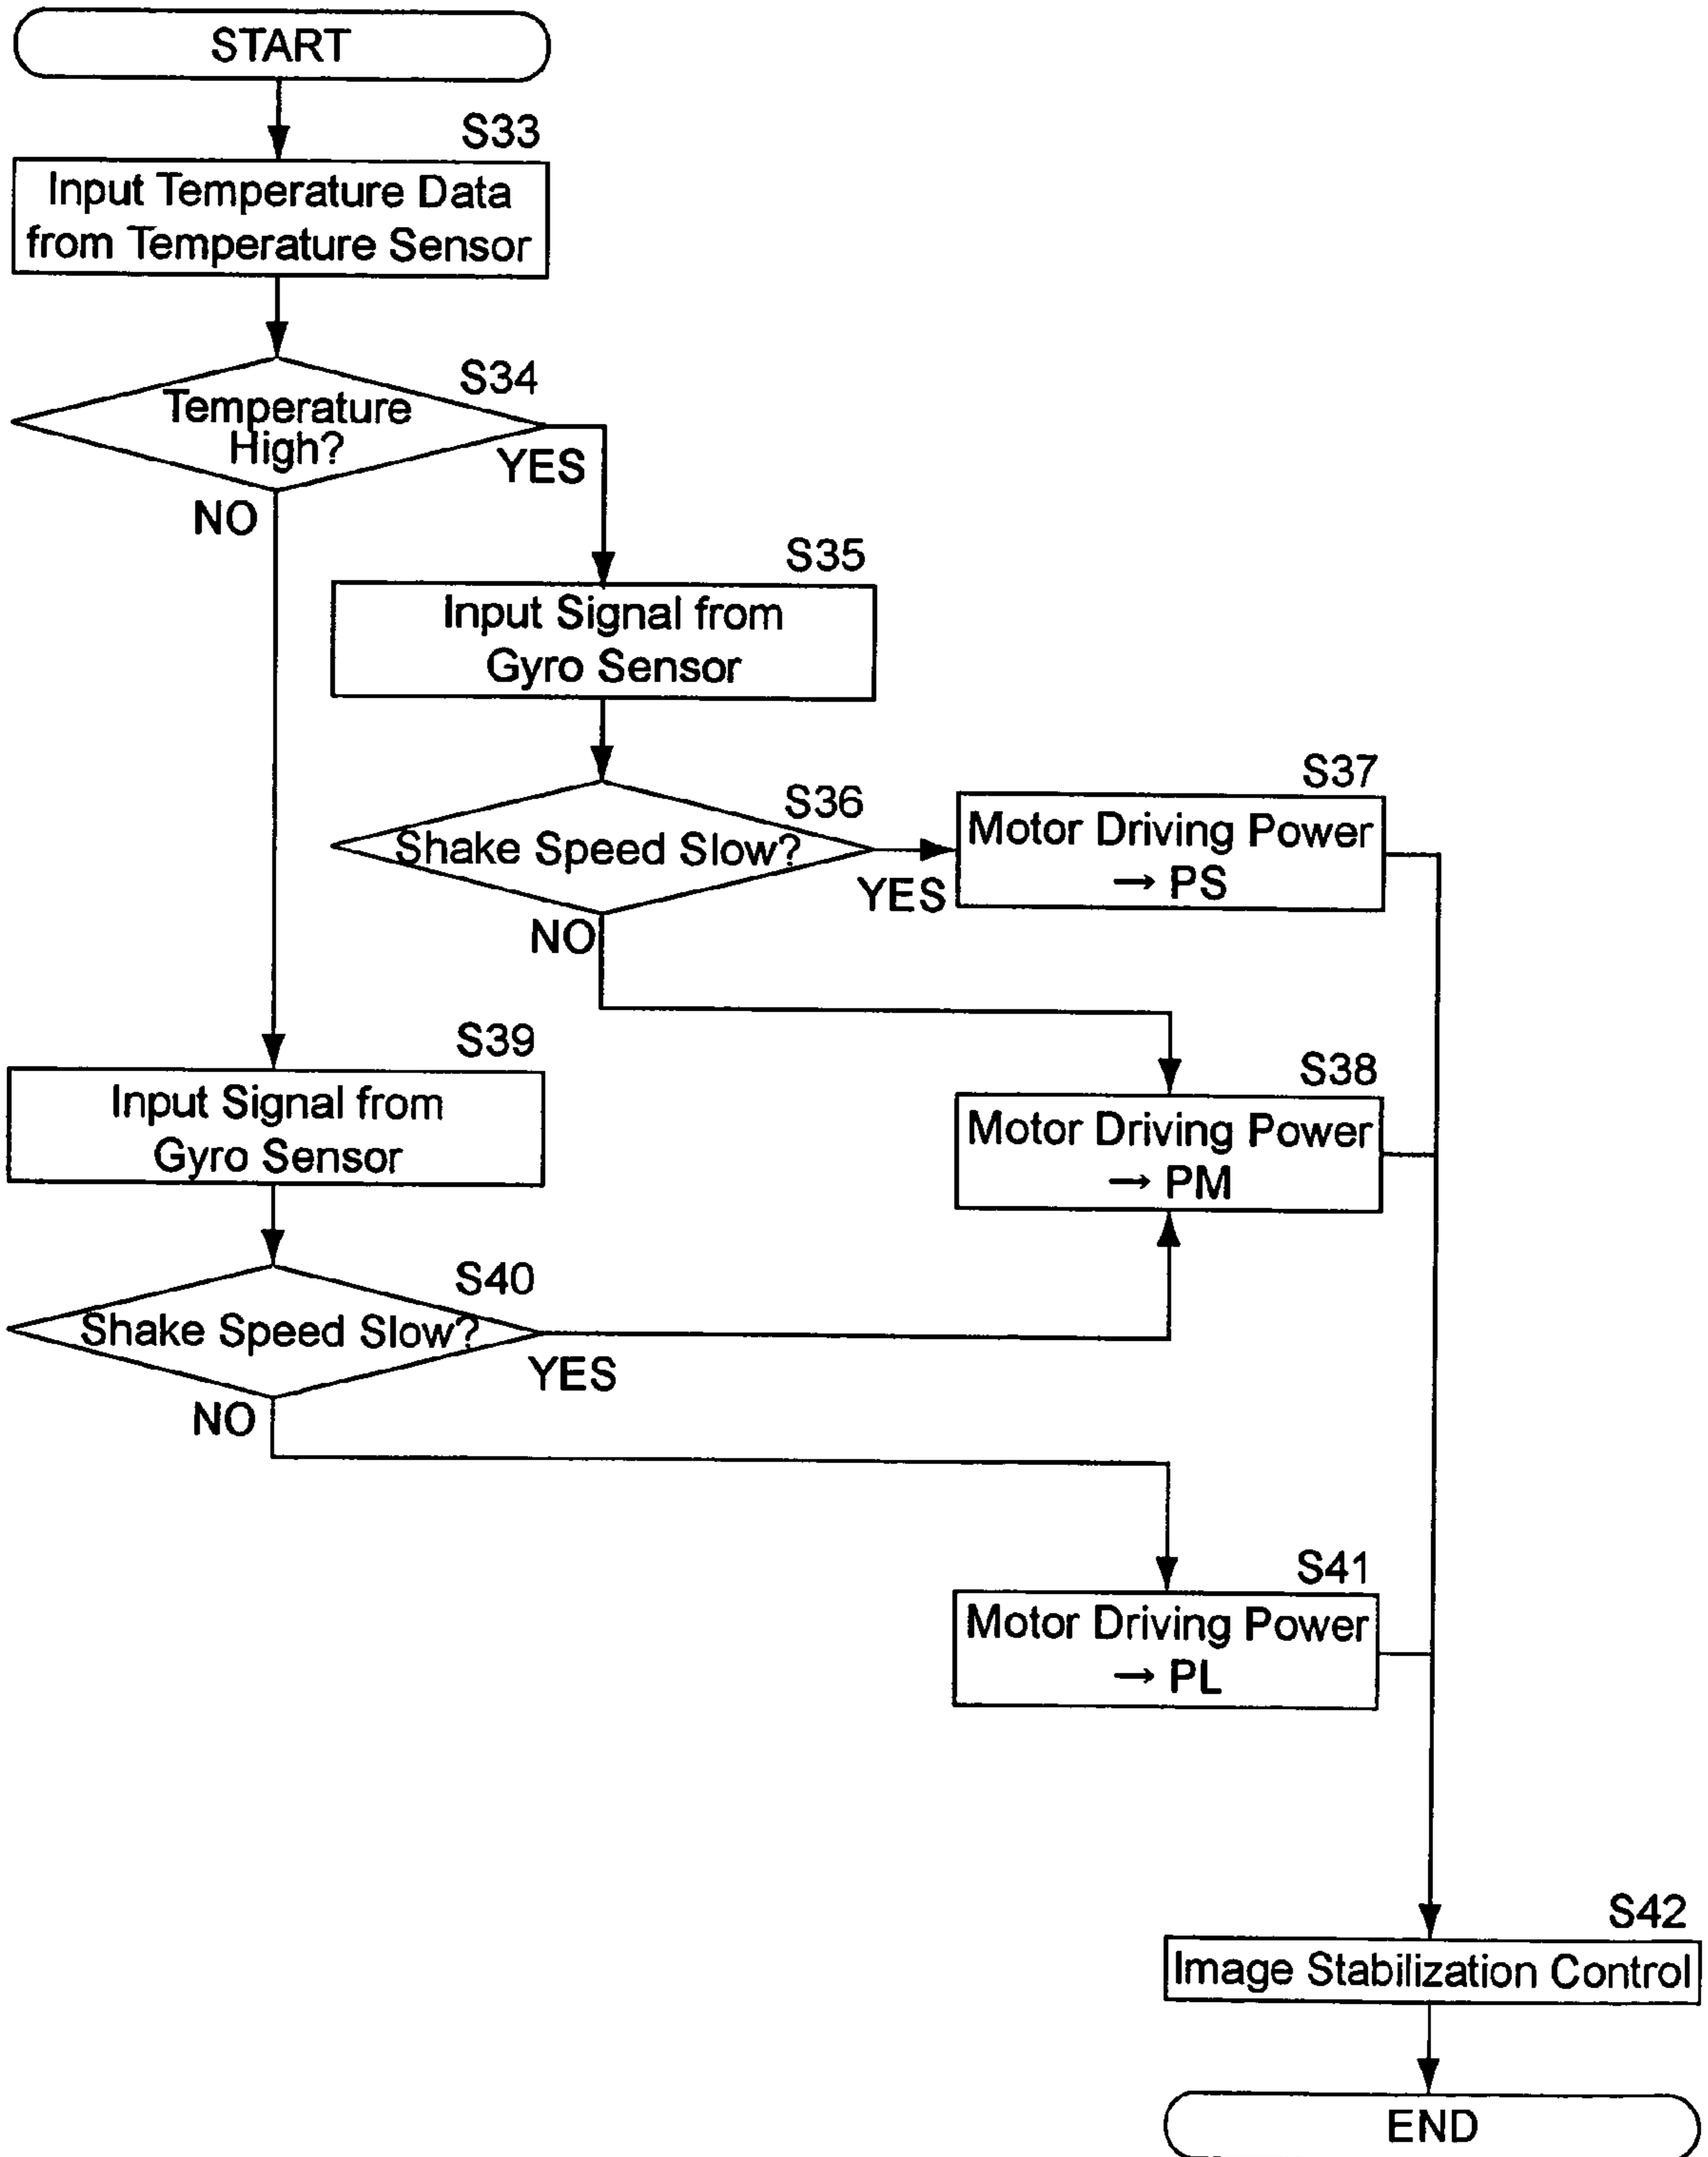 START
S33
Input Temperature Data
from Temperature Sensor
S34
Temperature
High?
YES
NO
S35
Input Signal from
Gyro Sensor
S36
Shake Speed Slow?
YES
NO
S37
Motor Driving Power
→ PS
S39
Input Signal from
Gyro Sensor
S38
Motor Driving Power
→ PM
S40
Shake Speed Slow?
YES
NO
S41
Motor Driving Power
→ PL
S42
Image Stabilization Control
END